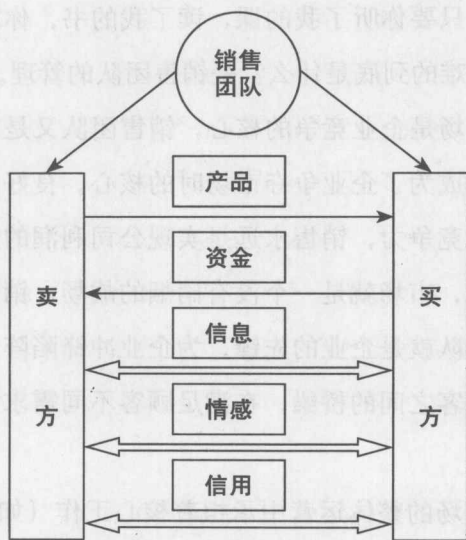 销售
团队
产品
资金
卖
方
买
方
信息
情感
信用